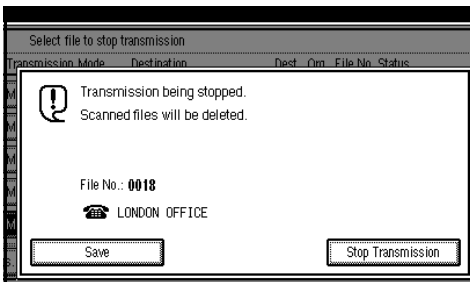 Select file to stop transmission
Transmission Mode Destination Dest. Org. File No. Status
Transmission being stopped.
Scanned files will be deleted.
File No.: 0018
LONDON OFFICE
Save Stop Transmission